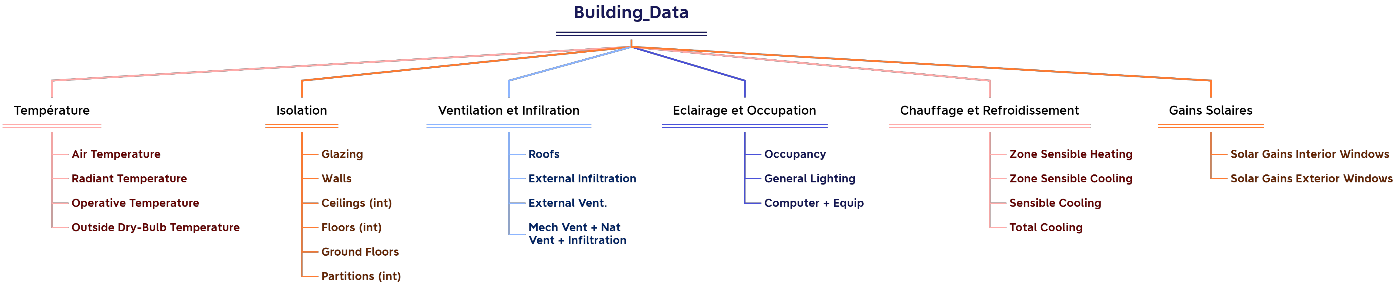 Building_Data
Température
Isolation
Ventilation et Infilration
Eclairage et Occupation
Chauffage et Refroidissement
Gains Solaires
Air Temperature
Radiant Temperature
Operative Temperature
Outside Dry-Bulb Temperature
Glazing
Walls
Ceilings (int)
Floors (int)
Ground Floors
Partitions (int)
Roofs
External Infiltration
External Vent.
Mech Vent + Nat
Vent + Infiltration
Occupancy
General Lighting
Computer + Equip
Zone Sensible Heating
Zone Sensible Cooling
Sensible Cooling
Total Cooling
Solar Gains Interior Windows
Solar Gains Exterior Windows